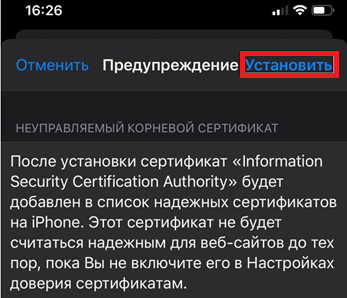 16:26
Отменить Предупреждение Установить
НЕУПРАВЛЯЕМЫЙ КОРНЕВОЙ СЕРТИФИКАТ
После установки сертификат «Information
Security Certification Authority» будет
добавлен в список надежных сертификатов
на iPhone. Этот сертификат не будет
считаться надежным для веб-сайтов до тех
пор, пока Вы не включите его в Настройках
доверия сертификатам.